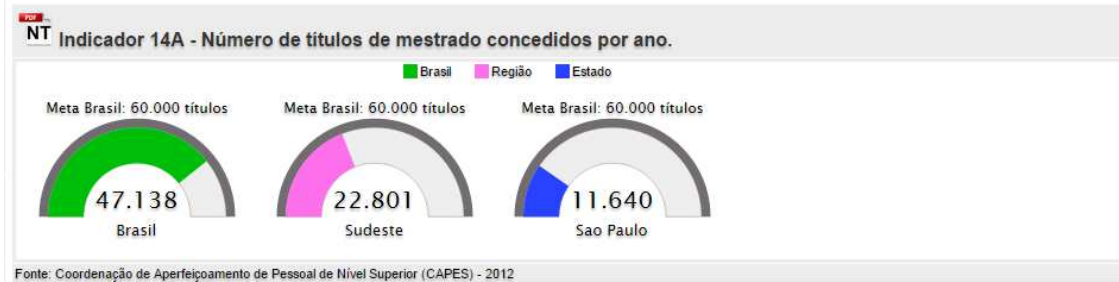 PDF
NT Indicador 14A - Número de títulos de mestrado concedidos por ano.
Brasil Região Estado
Meta Brasil: 60.000 títulos Meta Brasil: 60.000 títulos Meta Brasil: 60.000 títulos
47.138 22.801 11.640
Brasil Sudeste Sao Paulo
Fonte: Coordenação de Aperfeiçoamento de Pessoal de Nível Superior (CAPES) - 2012